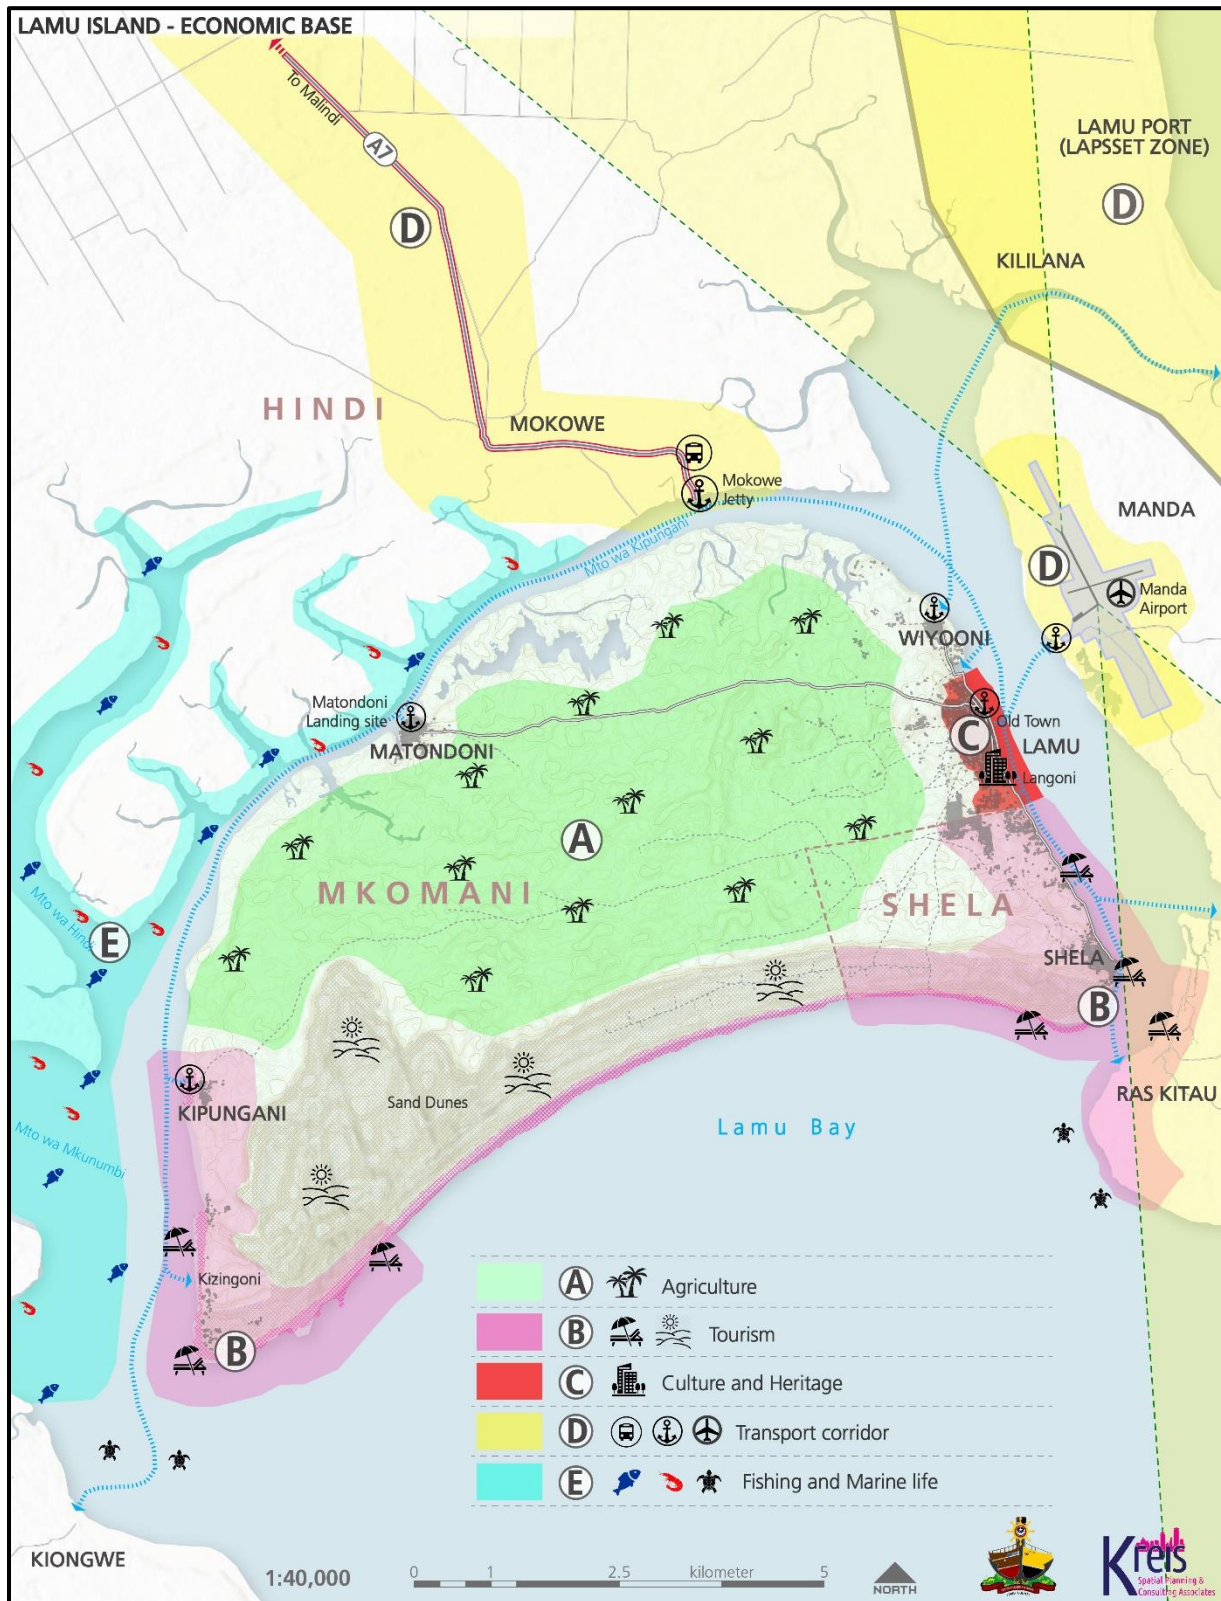 LAMU ISLAND - ECONOMIC BASE
To Malindi
A7
D
LAMU PORT
(LAPSSET ZONE)
D
KILILANA
HINDI
MOKOWE
Mokowe
Jetty
MANDA
D
Manda
Airport
Mto wa Kipungani
WIYOONI
Matondoni
Landing site
MATONDONI
Old Town
C
LAMU
Langoni
A
MKOMANI
SHELA
Mto wa Hindi
E
SHELA
B
RAS KITAU
KIPUNGANI
Sand Dunes
Lamu Bay
Mto wa Mkunumbi
Kizingoni
B
A Agriculture
B Tourism
C Culture and Heritage
D Transport corridor
E Fishing and Marine life
KIONGWE
1:40,000
0 1 2.5 kilometer 5
NORTH
Kreis
Spatial Planning &
Consulting Associates